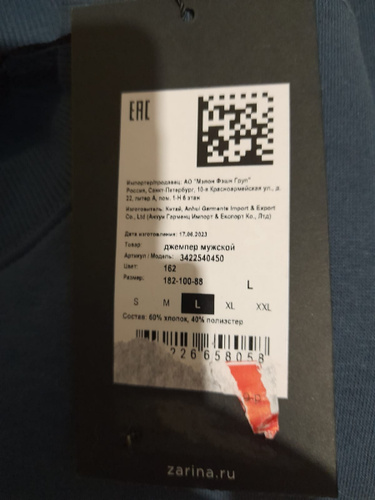 EAC
Импортер/продавец: АО "Мэлон Фэшн Груп"
Россия, Санкт-Петербург, 10-я Красноармейская ул., д.
22, литер А, пом. 1-Н 6 этаж
Изготовитель: Китай, Anhui Garments Import & Export
Co., Ltd (Анхуи Гарментц Импорт & Експорт Ко., Лтд)
Дата изготовления: 17.06.2023
Товар: джемпер мужской
Артикул / Модель: 3422540450
Цвет: 162
Размер: 182-100-88 L
S M L XL XXL
Состав: 60% хлопок, 40% полиэстер
226658058
zarina.ru